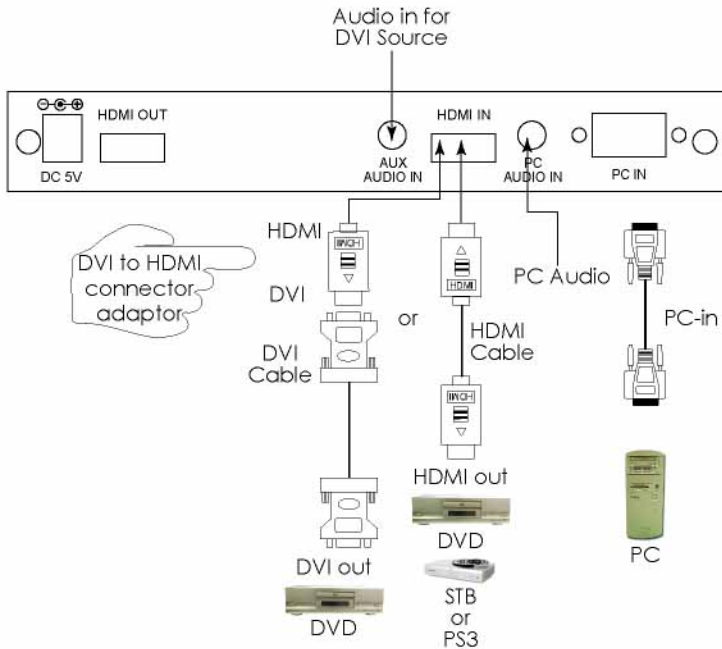 Audio in for
DVI Source
HDMI OUT
HDMI IN
DC 5V
AUX
AUDIO IN
PC
AUDIO IN
PC IN
HDMI
HDMI
DVI to HDMI
connector
adaptor
DVI
DVI
Cable
or
HDMI
HDMI
Cable
HDMI
PC Audio
PC-in
HDMI out
DVD
STB
or
PS3
DVI out
DVD
PC